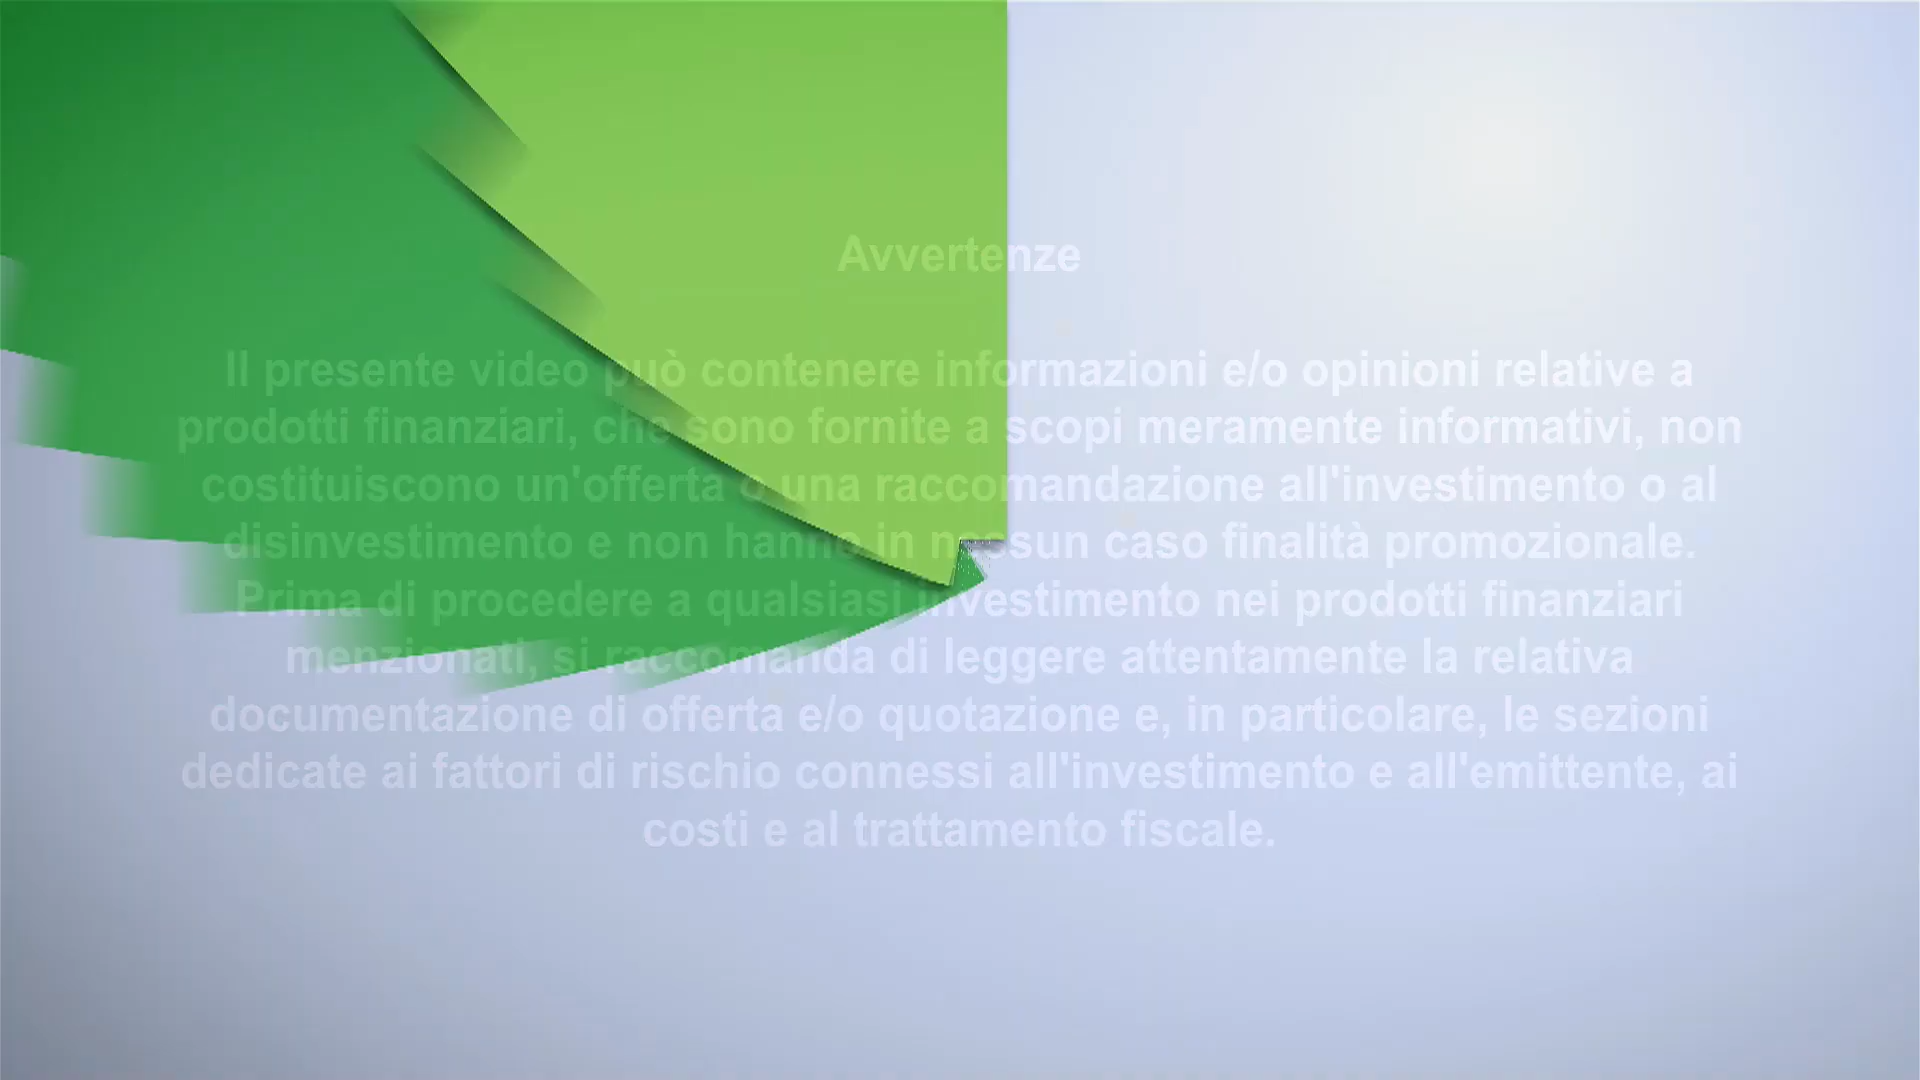 Avvertenze
Il presente video può contenere informazioni e/o opinioni relative a
prodotti finanziari, che sono fornite a scopi meramente informativi, non
costituiscono un'offerta o una raccomandazione all'investimento o al
disinvestimento e non hanno in nessun caso finalità promozionale.
Prima di procedere a qualsiasi investimento nei prodotti finanziari
menzionati, si raccomanda di leggere attentamente la relativa
documentazione di offerta e/o quotazione e, in particolare, le sezioni
dedicate ai fattori di rischio connessi all'investimento e all'emittente, ai
costi e al trattamento fiscale.